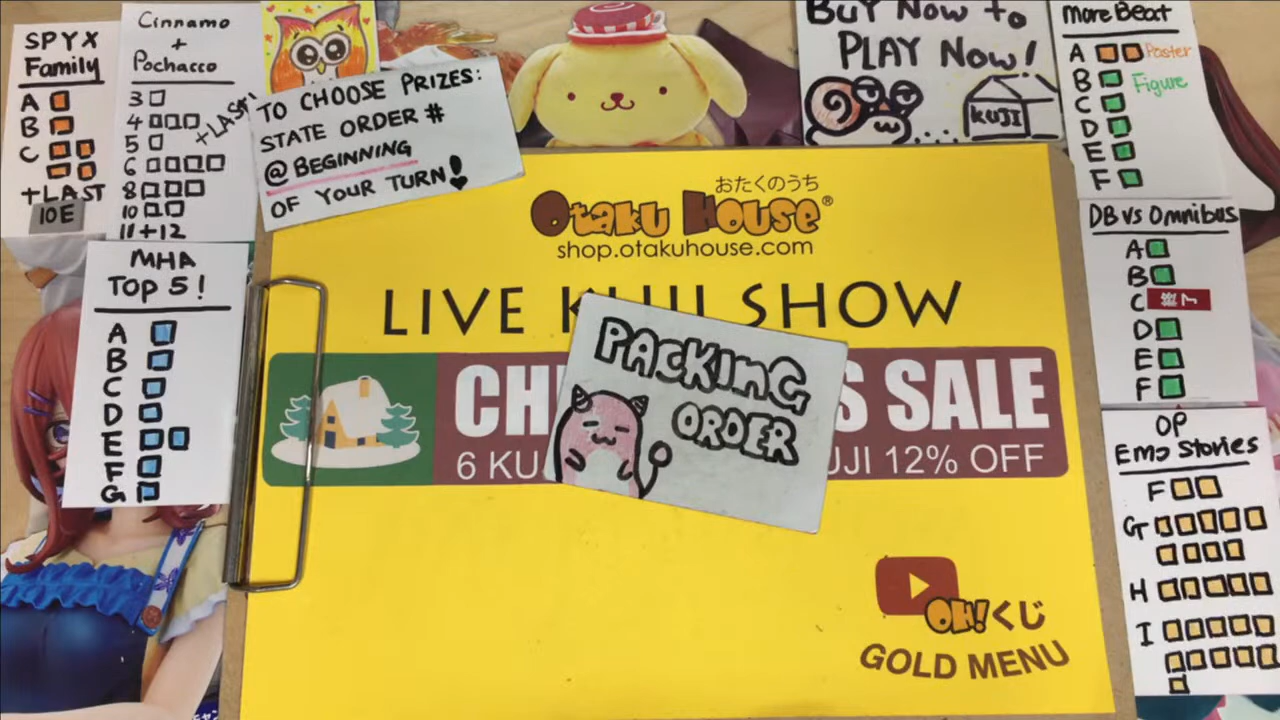 SPY X
Family
A
B
C
+ LAST
10E
Cinnamo
+
Pochacco
3
4
5
6
8
10
11+12
+LAST
MHA
TOP 5!
A
B
C
D
E
F
G
TO CHOOSE PRIZES:
STATE ORDER #
@ BEGINNING
OF YOUR TURN!
BUY NOW to
PLAY NOW!
KUJI
おたくのうち
Otaku House®
shop.otakuhouse.com
LIVE KUJI SHOW
PACKING
ORDER
S SALE
6 KU
UJI 12% OFF
OH!くじ
GOLD MENU
More Beat
A Poster
B Figure
C
D
E
F
DB VS Omnibus
A
B
C 終了
D
E
F
OP
Emo Stories
F
G
H
I